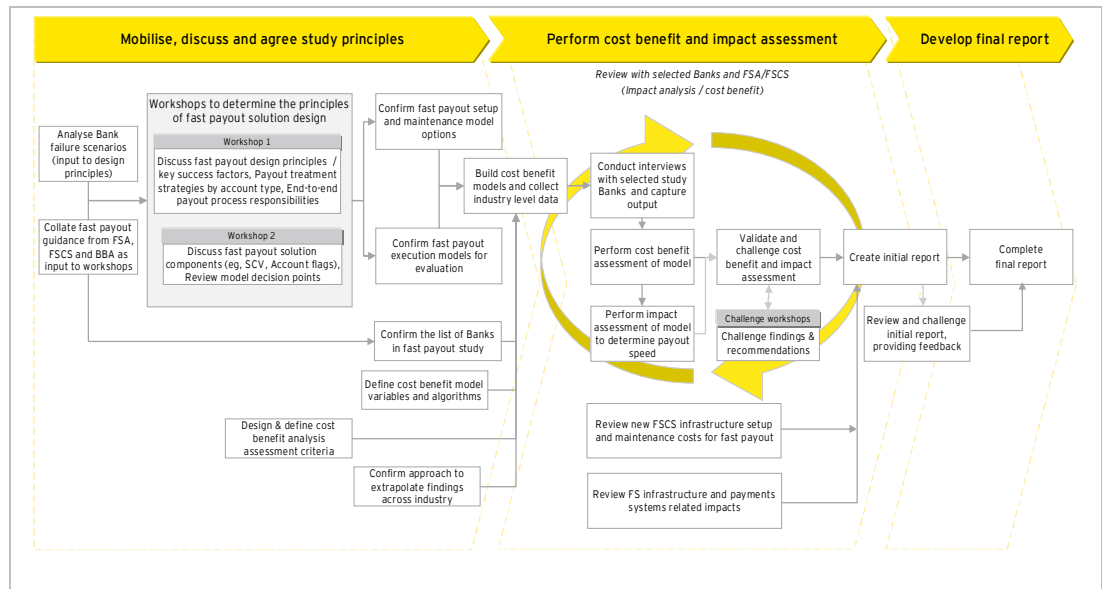 Mobilise, discuss and agree study principles
Perform cost benefit and impact assessment
Develop final report
Review with selected Banks and FSA/FSCS
(Impact analysis / cost benefit)
Analyse Bank
failure scenarios
(input to design
principles)
Collate fast payout
guidance from FSA,
FSCS and BBA as
input to workshops
Workshops to determine the principles
of fast payout solution design
Workshop 1
Discuss fast payout design principles /
key success factors, Payout treatment
strategies by account type, End-to-end
payout process responsibilities
Workshop 2
Discuss fast payout solution
components (eg, SCV, Account flags),
Review model decision points
Confirm fast payout setup
and maintenance model
options
Build cost benefit
models and collect
industry level data
Confirm fast payout
execution models for
evaluation
Confirm the list of Banks
in fast payout study
Define cost benefit model
variables and algorithms
Design & define cost
benefit analysis
assessment criteria
Confirm approach to
extrapolate findings
across industry
Conduct interviews
with selected study
Banks and capture
output
Perform cost benefit
assessment of model
Perform impact
assessment of model
to determine payout
speed
Validate and
challenge cost
benefit and impact
assessment
Challenge workshops
Challenge findings &
recommendations
Review new FSCS infrastructure setup
and maintenance costs for fast payout
Review FS infrastructure and payments
systems related impacts
Create initial report
Review and challenge
initial report,
providing feedback
Complete
final report